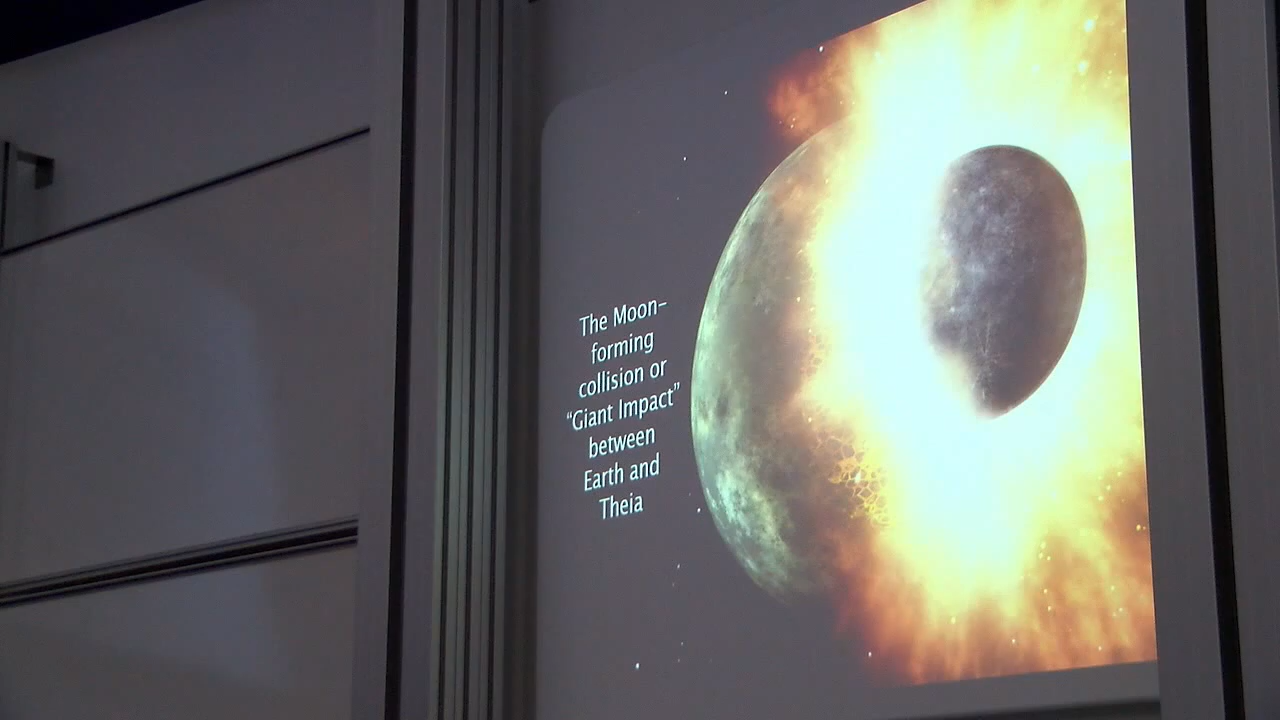 The Moon-
forming
collision or
“Giant Impact”
between
Earth and
Theia